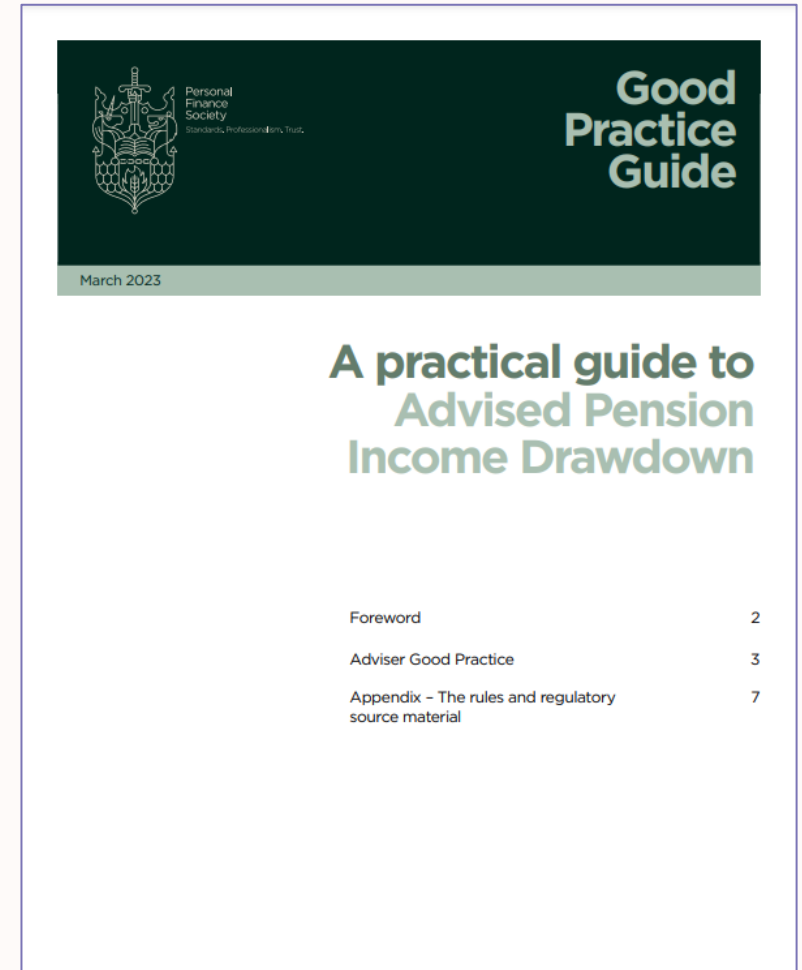 Personal
Finance
Society
Standards, Professionalism, Trust.
Good
Practice
Guide
March 2023
A practical guide to
Advised Pension
Income Drawdown
Foreword 2
Adviser Good Practice 3
Appendix – The rules and regulatory
source material 7